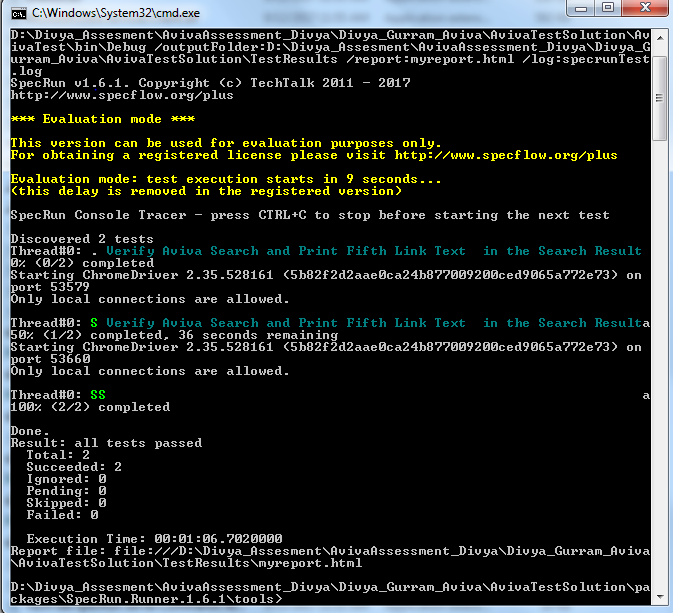 C:\Windows\System32\cmd.exe
D:\Divya_Assesment\AvivaAssessment_Divya\Divya_Gurram_Aviva\AvivaTestSolution\Av
ivaTest\bin\Debug /outputFolder:D:\Divya_Assesment\AvivaAssessment_Divya\Divya_G
urram_Aviva\AvivaTestSolution\TestResults /report:myreport.html /log:specrunTest
.log
SpecRun v1.6.1. Copyright (c) TechTalk 2011 - 2017
http://www.specflow.org/plus
*** Evaluation mode ***
This version can be used for evaluation purposes only.
For obtaining a registered license please visit http://www.specflow.org/plus
Evaluation mode: test execution starts in 9 seconds...
(this delay is removed in the registered version)
SpecRun Console Tracer - press CTRL+C to stop before starting the next test
Discovered 2 tests
Thread#0: . Verify Aviva Search and Print Fifth Link Text  in the Search Result
0% (0/2) completed
Starting ChromeDriver 2.35.528161 (5b82f2d2aae0ca24b877009200ced9065a772e73) on
port 53579
Only local connections are allowed.
Thread#0: S Verify Aviva Search and Print Fifth Link Text  in the Search Resulta
50% (1/2) completed, 36 seconds remaining
Starting ChromeDriver 2.35.528161 (5b82f2d2aae0ca24b877009200ced9065a772e73) on
port 53660
Only local connections are allowed.
Thread#0: SS a
100% (2/2) completed
Done.
Result: all tests passed
Total: 2
Succeeded: 2
Ignored: 0
Pending: 0
Skipped: 0
Failed: 0
Execution Time: 00:01:06.7020000
Report file: file:///D:\Divya_Assesment\AvivaAssessment_Divya\Divya_Gurram_Aviva
\AvivaTestSolution\TestResults\myreport.html
D:\Divya_Assesment\AvivaAssessment_Divya\Divya_Gurram_Aviva\AvivaTestSolution\pa
ckages\SpecRun.Runner.1.6.1\tools>